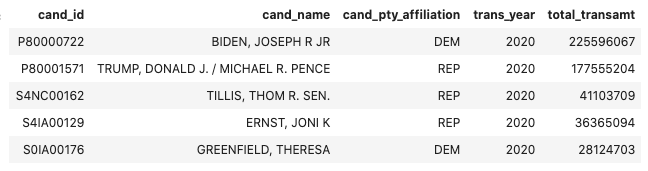 cand_id cand_name cand_pty_affiliation trans_year total_transamt
P80000722 BIDEN, JOSEPH R JR DEM 2020 225596067
P80001571 TRUMP, DONALD J. / MICHAEL R. PENCE REP 2020 177555204
S4NC00162 TILLIS, THOM R. SEN. REP 2020 41103709
S4IA00129 ERNST, JONI K REP 2020 36365094
S0IA00176 GREENFIELD, THERESA DEM 2020 28124703